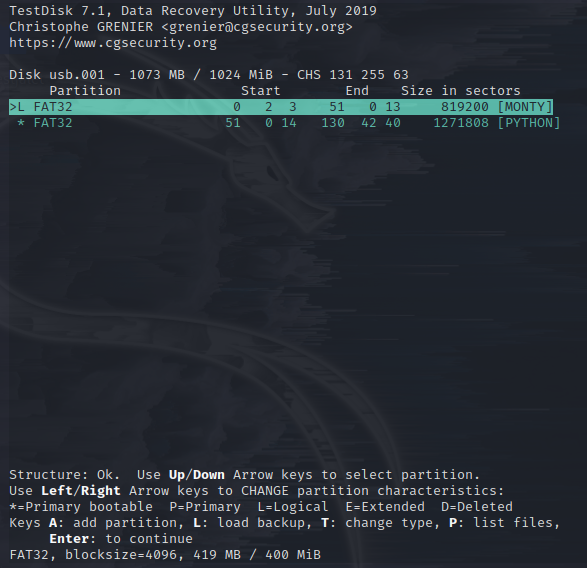 TestDisk 7.1, Data Recovery Utility, July 2019
Christophe GRENIER <grenier@cgsecurity.org>
https://www.cgsecurity.org
Disk usb.001 - 1073 MB / 1024 MiB - CHS 131 255 63
Partition Start End Size in sectors
>L FAT32 0 2 3 51 0 13 819200 [MONTY]
* FAT32 51 0 14 130 42 40 1271808 [PYTHON]
Structure: Ok. Use Up/Down Arrow keys to select partition.
Use Left/Right Arrow keys to CHANGE partition characteristics:
*=Primary bootable P=Primary L=Logical E=Extended D=Deleted
Keys A: add partition, L: load backup, T: change type, P: list files,
Enter: to continue
FAT32, blocksize=4096, 419 MB / 400 MiB